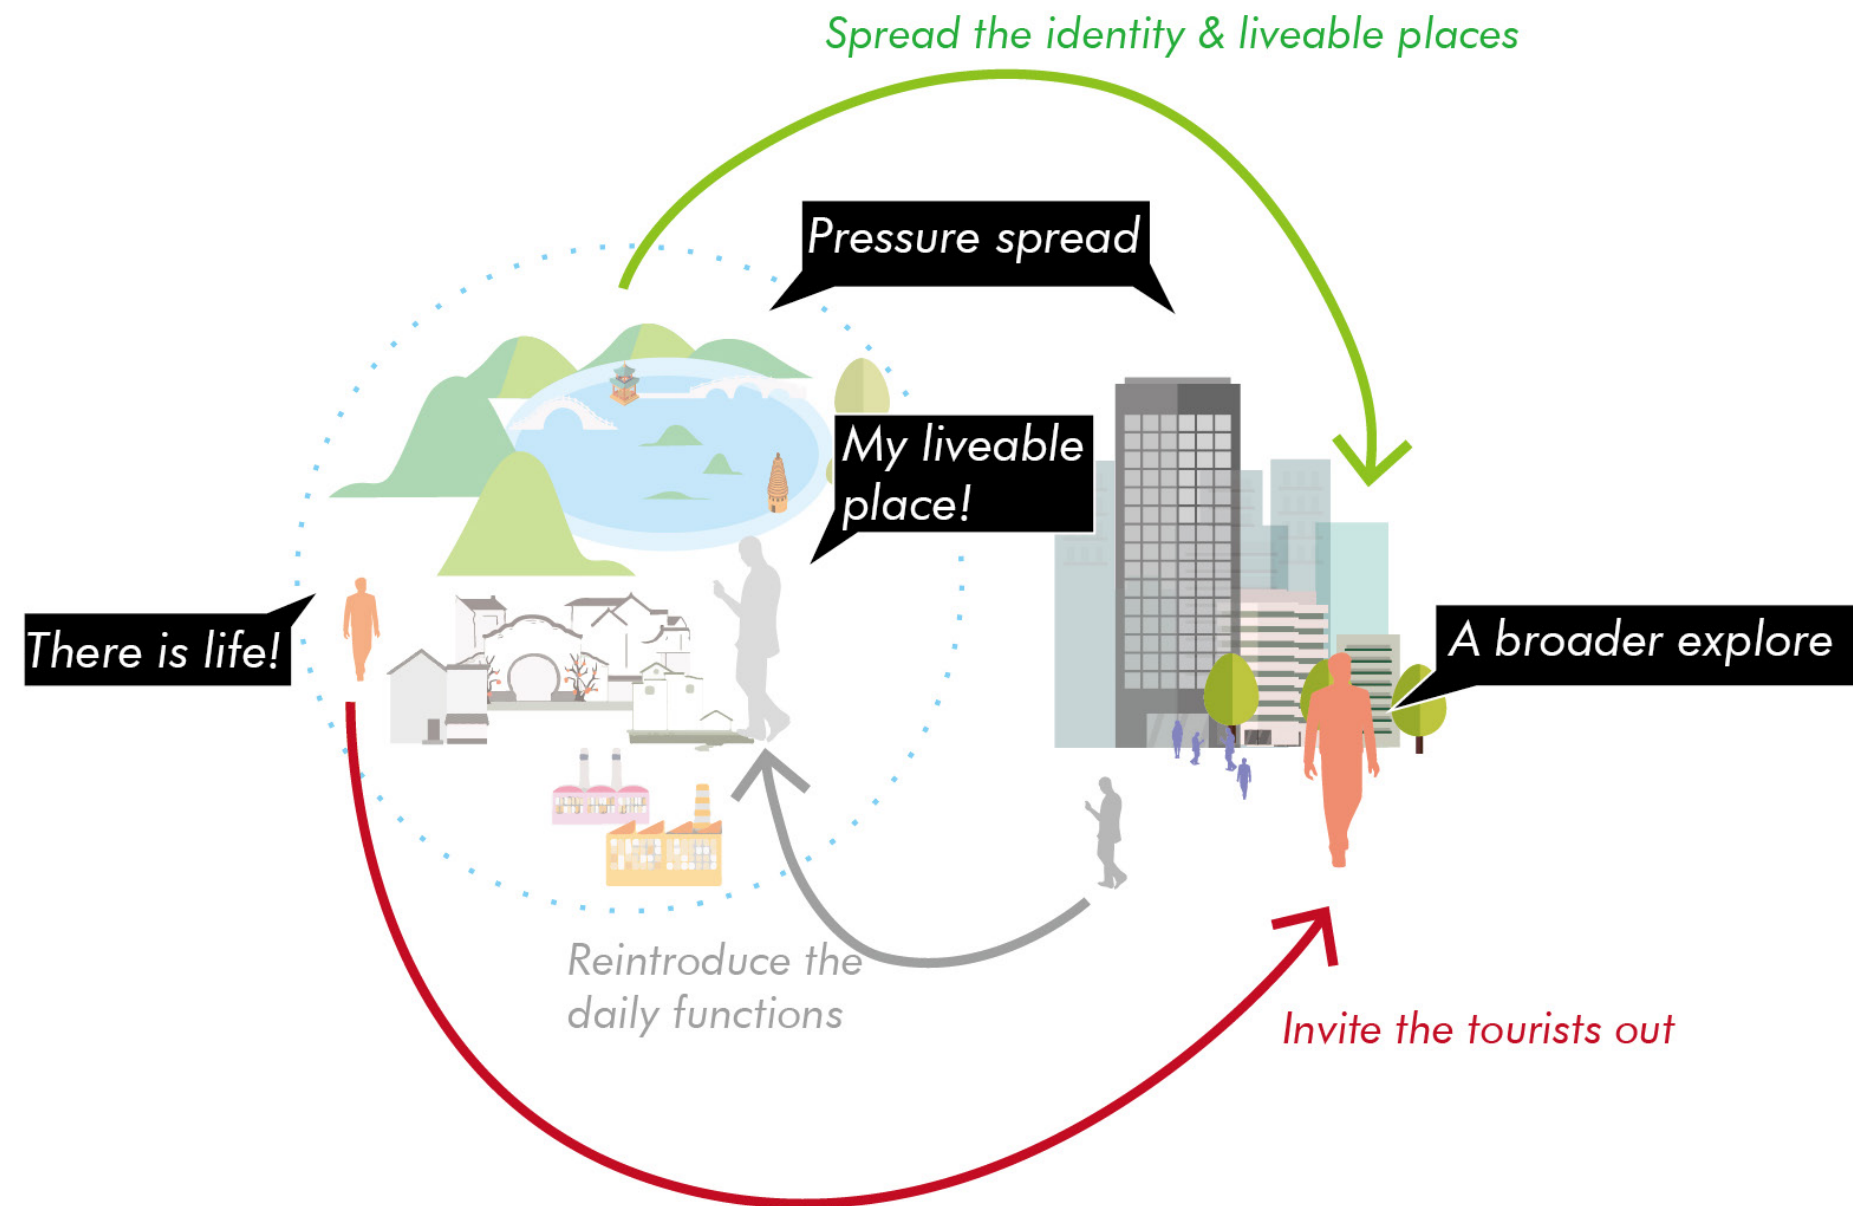 Spread the identity & liveable places
Pressure spread
My liveable
place!
There is life!
A broader explore
Reintroduce the
daily functions
Invite the tourists out